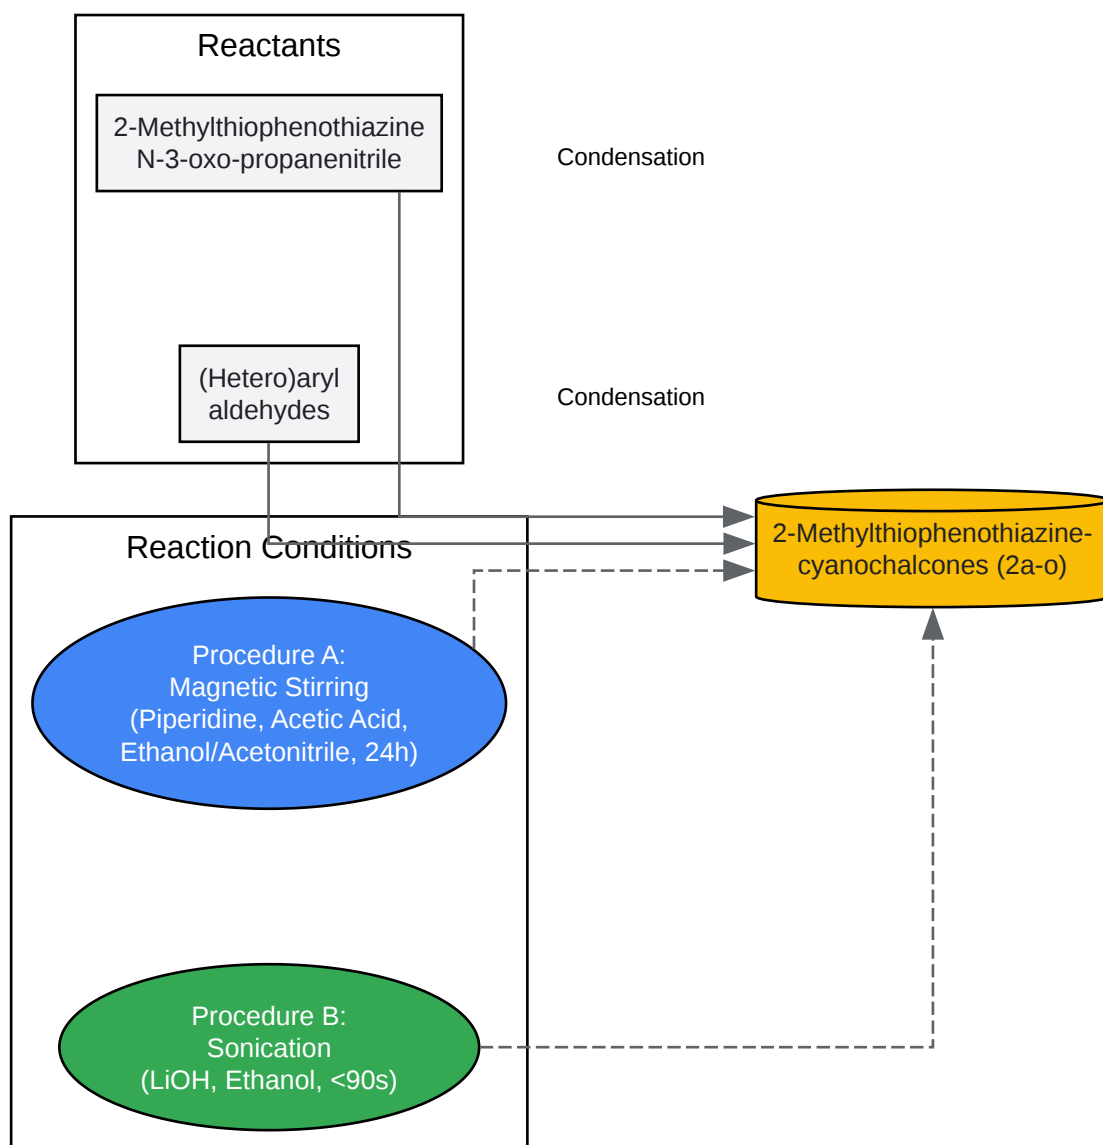 Reactants
2-Methylthiophenothiazine
N-3-oxo-propanenitrile
Condensation
(Hetero)aryl
aldehydes
Condensation
2-Methylthiophenothiazine-
cyanochalcones (2a-o)
Reaction Conditions
Procedure A:
Magnetic Stirring
(Piperidine, Acetic Acid,
Ethanol/Acetonitrile, 24h)
Procedure B:
Sonication
(LiOH, Ethanol, <90s)